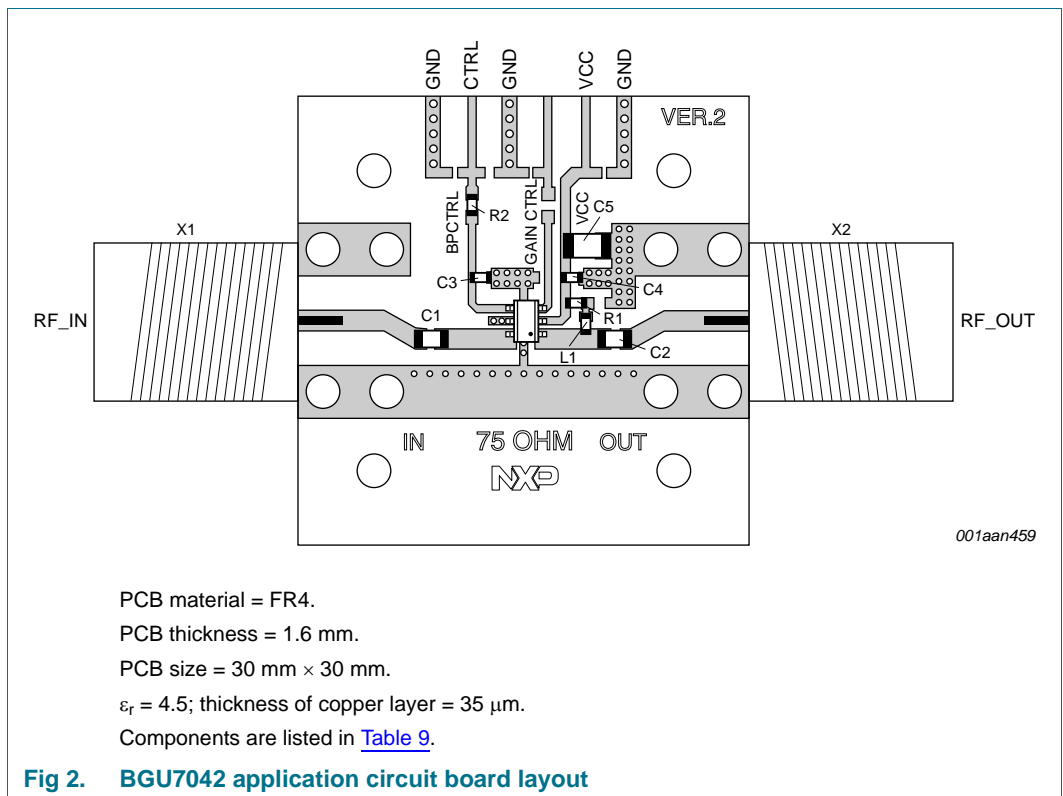 GND
CTRL
GND
VCC
GND
VER.2
BPCTRL
R2
GAIN CTRL
VCC
C5
X1
X2
C3
C4
RF_IN
C1
R1
RF_OUT
L1
C2
IN 75 OHM OUT
NXP
001aan459
PCB material = FR4.
PCB thickness = 1.6 mm.
PCB size = 30 mm × 30 mm.
εr = 4.5; thickness of copper layer = 35 μm.
Components are listed in Table 9.
Fig 2. BGU7042 application circuit board layout